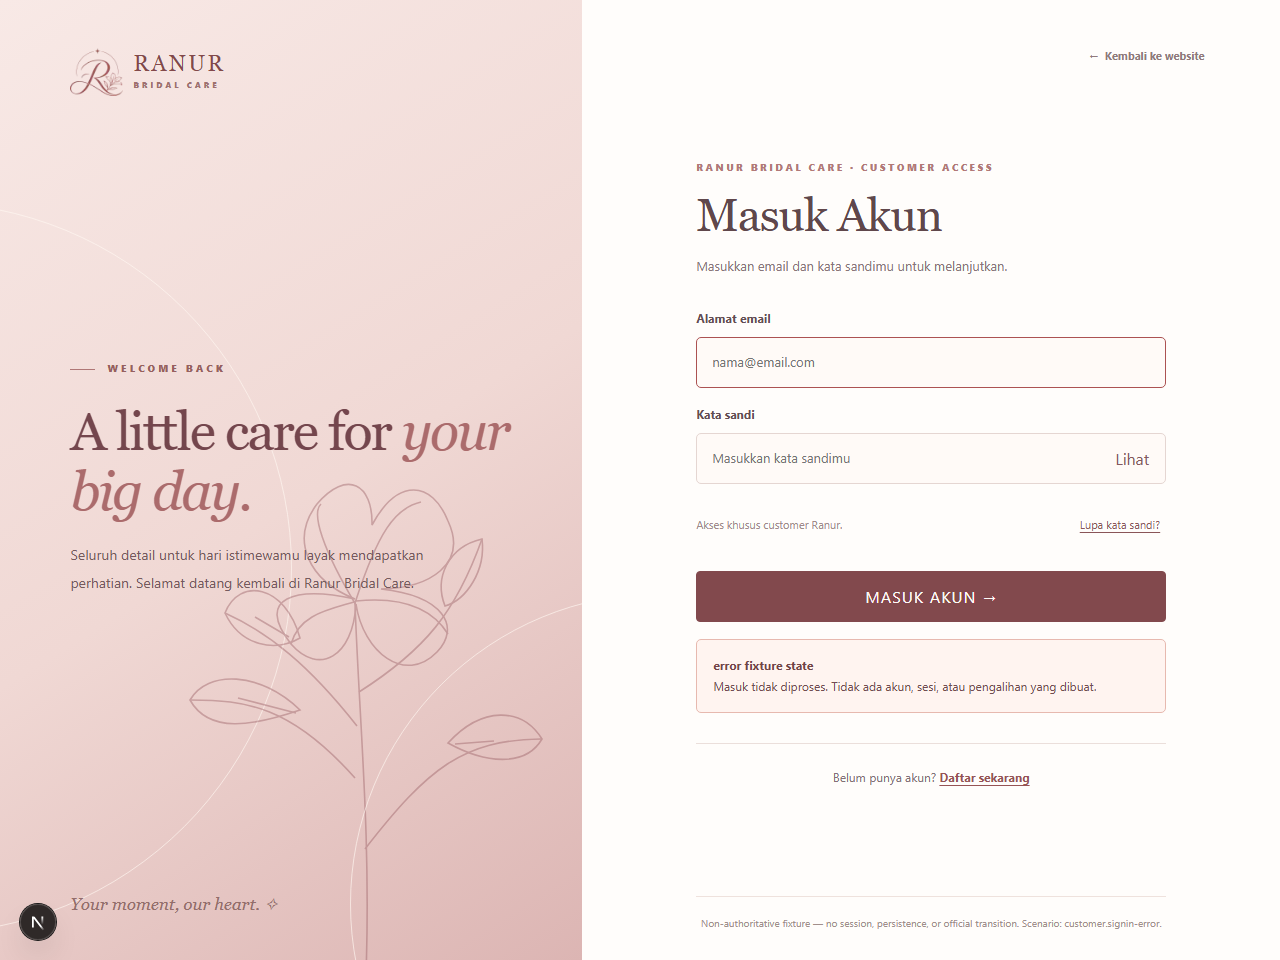 RANUR
BRIDAL CARE
WELCOME BACK
A little care for your
big day.
Seluruh detail untuk hari istimewamu layak mendapatkan
perhatian. Selamat datang kembali di Ranur Bridal Care.
Your moment, our heart. ✧
N
← Kembali ke website
RANUR BRIDAL CARE · CUSTOMER ACCESS
Masuk Akun
Masukkan email dan kata sandimu untuk melanjutkan.
Alamat email
nama@email.com
Kata sandi
Masukkan kata sandimu Lihat
Akses khusus customer Ranur. Lupa kata sandi?
MASUK AKUN →
error fixture state
Masuk tidak diproses. Tidak ada akun, sesi, atau pengalihan yang dibuat.
Belum punya akun? Daftar sekarang
Non-authoritative fixture — no session, persistence, or official transition. Scenario: customer.signin-error.